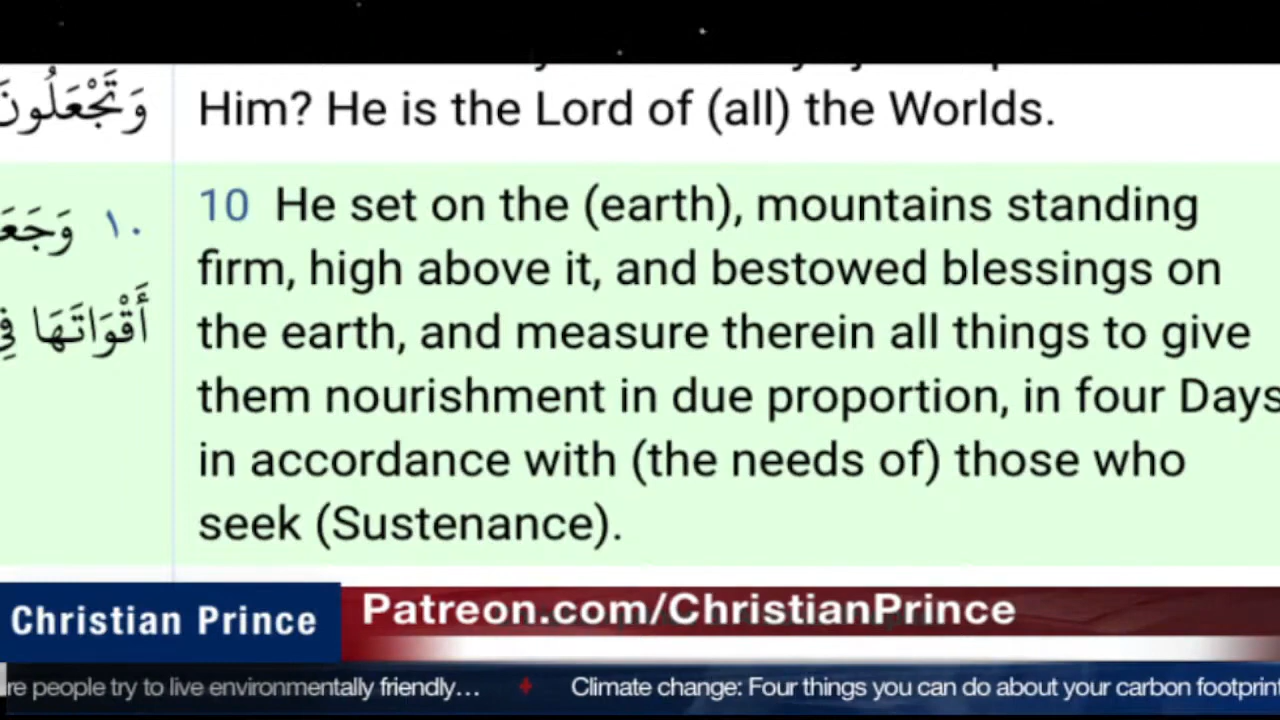 وَتَجْعَلُونَ
Him? He is the Lord of (all) the Worlds.
10 He set on the (earth), mountains standing
firm, high above it, and bestowed blessings on
the earth, and measure therein all things to give
them nourishment in due proportion, in four Days
in accordance with (the needs of) those who
seek (Sustenance).
١٠ وَجَعَ
أَقْوَاتَهَا فِي
Christian Prince
Patreon.com/ChristianPrince
re people try to live environmentally friendly... Climate change: Four things you can do about your carbon footprint